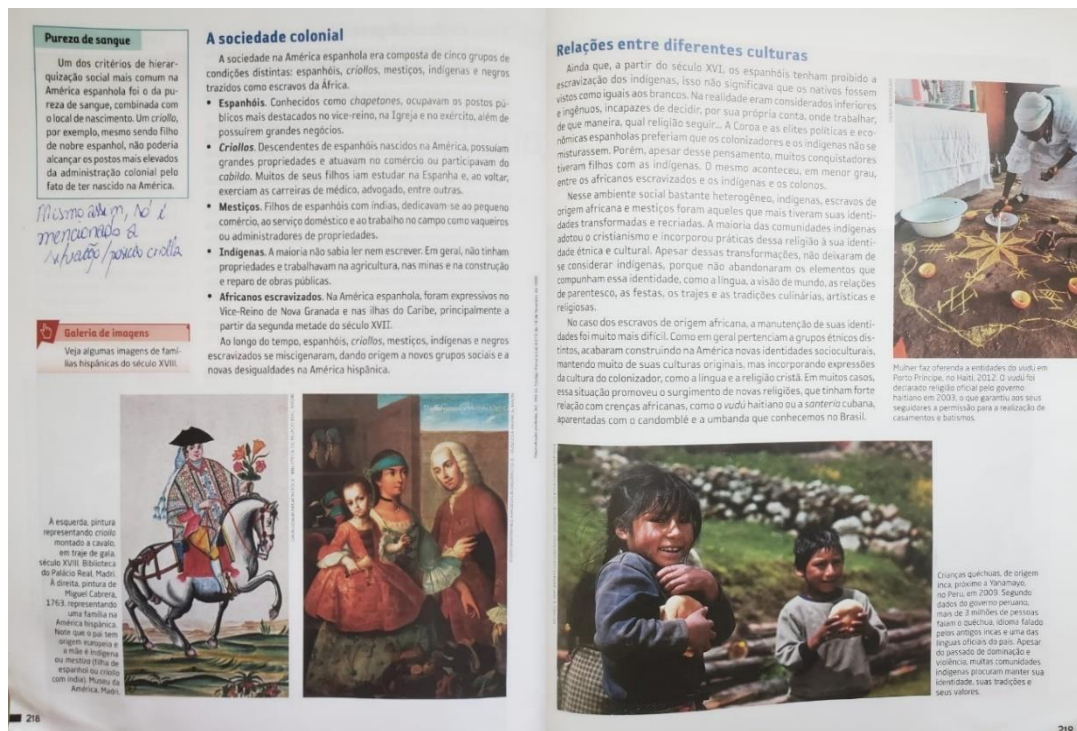 Pureza de sangue
Um dos critérios de hierar-
quização social mais comum na
América espanhola foi o da pu-
reza de sangue, combinada com
o local de nascimento. Um criollo,
por exemplo, mesmo sendo filho
de nobre espanhol, não poderia
alcançar os postos mais elevados
da administração colonial pelo
fato de ter nascido na América.
Mismo assim, só é
mencionado a
situação/posição criolla
Galeria de imagens
Veja algumas imagens de famí-
lias hispânicas do século XVIII.
A sociedade colonial
A sociedade na América espanhola era composta de cinco grupos de
condições distintas: espanhóis, criollos, mestiços, indígenas e negros
trazidos como escravos da África.
• Espanhóis. Conhecidos como chapetones, ocupavam os postos pú-
blicos mais destacados no vice-reino, na Igreja e no exército, além de
possuírem grandes negócios.
• Criollos. Descendentes de espanhóis nascidos na América, possuíam
grandes propriedades e atuavam no comércio ou participavam do
cabildo. Muitos de seus filhos iam estudar na Espanha e, ao voltar,
exerciam as carreiras de médico, advogado, entre outras.
• Mestiços. Filhos de espanhóis com índias, dedicavam-se ao pequeno
comércio, ao serviço doméstico e ao trabalho no campo como vaqueiros
ou administradores de propriedades.
• Indígenas. A maioria não sabia ler nem escrever. Em geral, não tinham
propriedades e trabalhavam na agricultura, nas minas e na construção
e reparo de obras públicas.
• Africanos escravizados. Na América espanhola, foram expressivos no
Vice-Reino de Nova Granada e nas ilhas do Caribe, principalmente a
partir da segunda metade do século XVII.
Ao longo do tempo, espanhóis, criollos, mestiços, indígenas e negros
escravizados se miscigenaram, dando origem a novos grupos sociais e a
novas desigualdades na América hispânica.
À esquerda, pintura
representando criollo
montado a cavalo,
em traje de gala,
século XVIII. Biblioteca
do Palácio Real, Madri.
À direita, pintura de
Miguel Cabrera,
1763, representando
uma família na
América hispânica.
Note que o pai tem
origem europeia e
a mãe é indígena
ou mestiça (filha de
espanhol ou criollo
com índia). Museu da
América, Madri.
218
Relações entre diferentes culturas
Ainda que, a partir do século XVI, os espanhóis tenham proibido a
escravização dos indígenas, isso não significava que os nativos fossem
vistos como iguais aos brancos. Na realidade eram considerados inferiores
e ingênuos, incapazes de decidir, por sua própria conta, onde trabalhar,
de que maneira, qual religião seguir... A Coroa e as elites políticas e eco-
nômicas espanholas preferiam que os colonizadores e os indígenas não se
misturassem. Porém, apesar desse pensamento, muitos conquistadores
tiveram filhos com as indígenas. O mesmo aconteceu, em menor grau,
entre os africanos escravizados e os indígenas e os colonos.
Nesse ambiente social bastante heterogêneo, indígenas, escravos de
origem africana e mestiços foram aqueles que mais tiveram suas identi-
dades transformadas e recriadas. A maioria das comunidades indígenas
adotou o cristianismo e incorporou práticas dessa religião à sua identi-
dade étnica e cultural. Apesar dessas transformações, não deixaram de
se considerar indígenas, porque não abandonaram os elementos que
compunham essa identidade, como a língua, a visão de mundo, as relações
de parentesco, as festas, os trajes e as tradições culinárias, artísticas e
religiosas.
No caso dos escravos de origem africana, a manutenção de suas identi-
dades foi muito mais difícil. Como em geral pertenciam a grupos étnicos dis-
tintos, acabaram construindo na América novas identidades socioculturais,
mantendo muito de suas culturas originais, mas incorporando expressões
da cultura do colonizador, como a língua e a religião cristã. Em muitos casos,
essa situação promoveu o surgimento de novas religiões, que tinham forte
relação com crenças africanas, como o vudú haitiano ou a santería cubana,
aparentadas com o candomblé e a umbanda que conhecemos no Brasil.
Mulher faz oferenda a entidades do vudú em
Porto Príncipe, no Haiti, 2012. O vudú foi
declarado religião oficial pelo governo
haitiano em 2003, o que garantiu aos seus
seguidores a permissão para a realização de
casamentos e batismos.
Crianças quéchuas, de origem
inca, próximo a Yanamayo,
no Peru, em 2009. Segundo
dados do governo peruano,
mais de 3 milhões de pessoas
falam o quéchua, idioma falado
pelos antigos incas e uma das
línguas oficiais do país. Apesar
do passado de dominação e
violência, muitas comunidades
indígenas procuram manter sua
identidade, suas tradições e
seus valores.
219